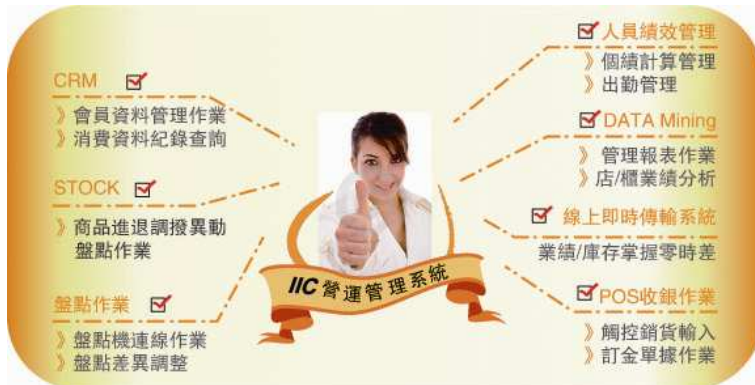 CRM
》會員資料管理作業
》消費資料紀錄查詢
STOCK
》商品進退調撥異動
盤點作業
盤點作業
》盤點機連線作業
》盤點差異調整
IIC營運管理系統
人員績效管理
》個績計算管理
》出勤管理
DATA Mining
》管理報表作業
》店/櫃業績分析
線上即時傳輸系統
業績/庫存掌握零時差
POS收銀作業
》觸控銷貨輸入
》訂金單據作業